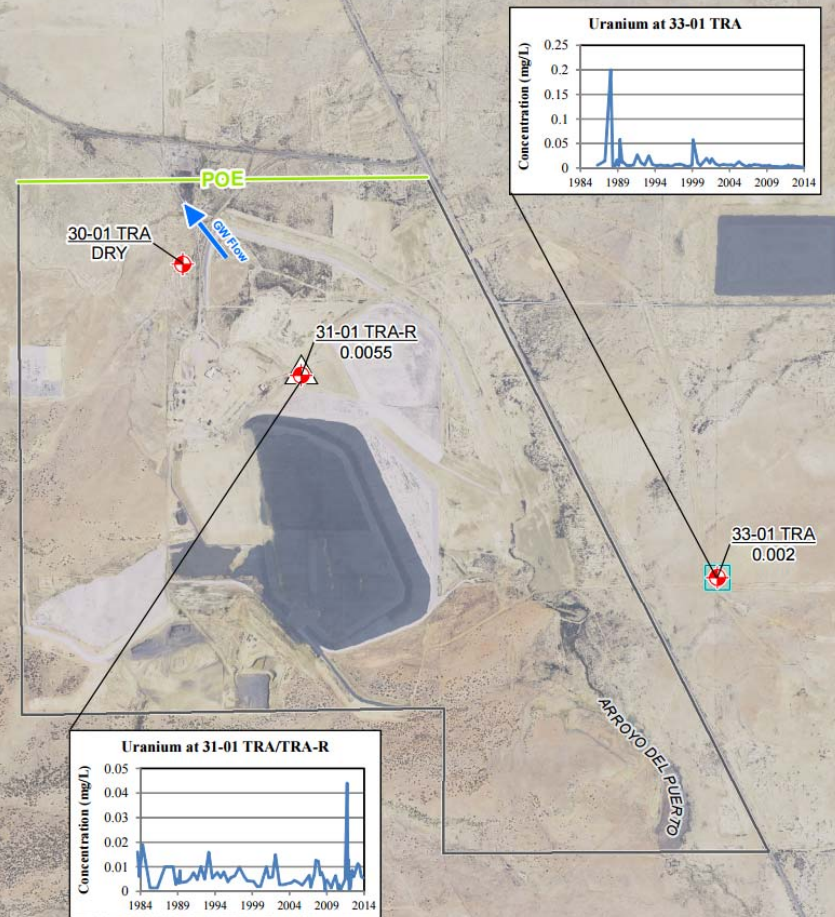 Uranium at 33-01 TRA
Concentration (mg/L)
0.25
0.2
0.15
0.1
0.05
0
1984 1989 1994 1999 2004 2009 2014
POE
GW Flow
30-01 TRA
DRY
31-01 TRA-R
0.0055
33-01 TRA
0.002
ARROYO DEL PUERTO
Uranium at 31-01 TRA/TRA-R
Concentration (mg/L)
0.05
0.04
0.03
0.02
0.01
0
1984 1989 1994 1999 2004 2009 2014